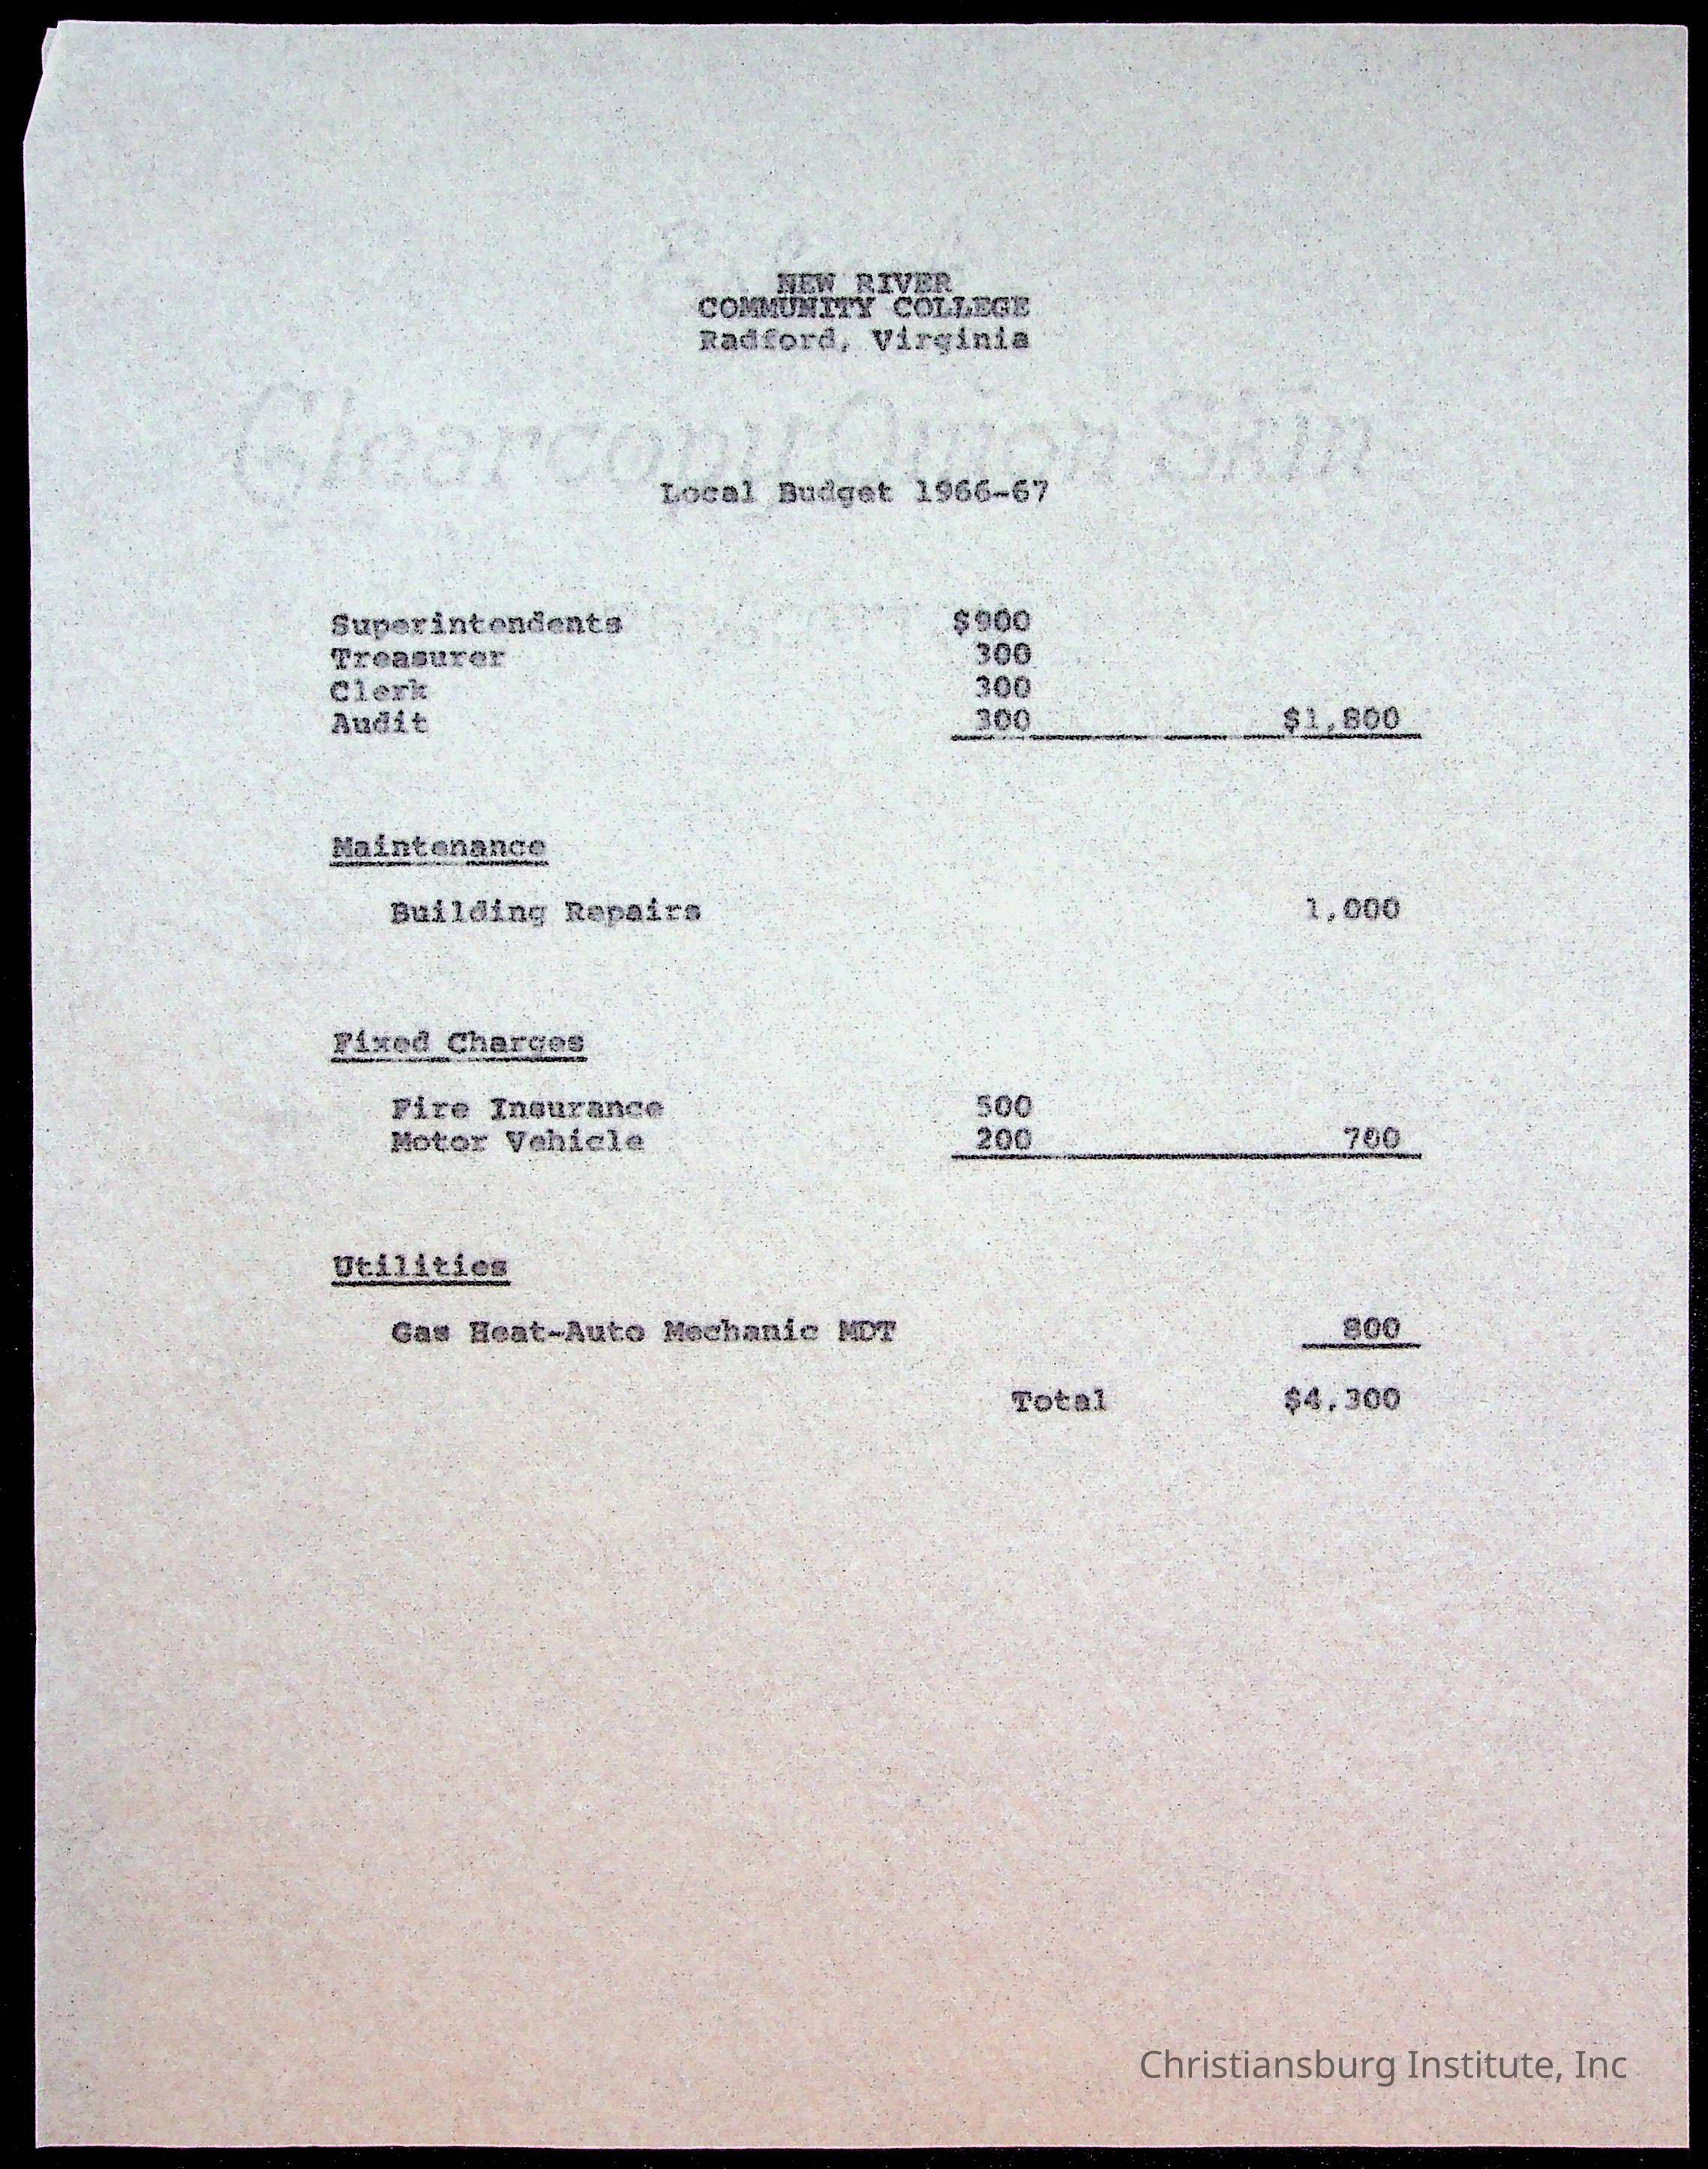 NEW RIVER
COMMUNITY COLLEGE
Radford, Virginia
Clearcopy Onion Skin
Local Budget 1966-67
Superintendents $900
Treasurer 300
Clerk 300
Audit 300 $1,800
Maintenance
Building Repairs 1,000
Fixed Charges
Fire Insurance 500
Motor Vehicle 200 700
Utilities
Gas Heat-Auto Mechanic MDT 800
Total $4,300
Christiansburg Institute, Inc